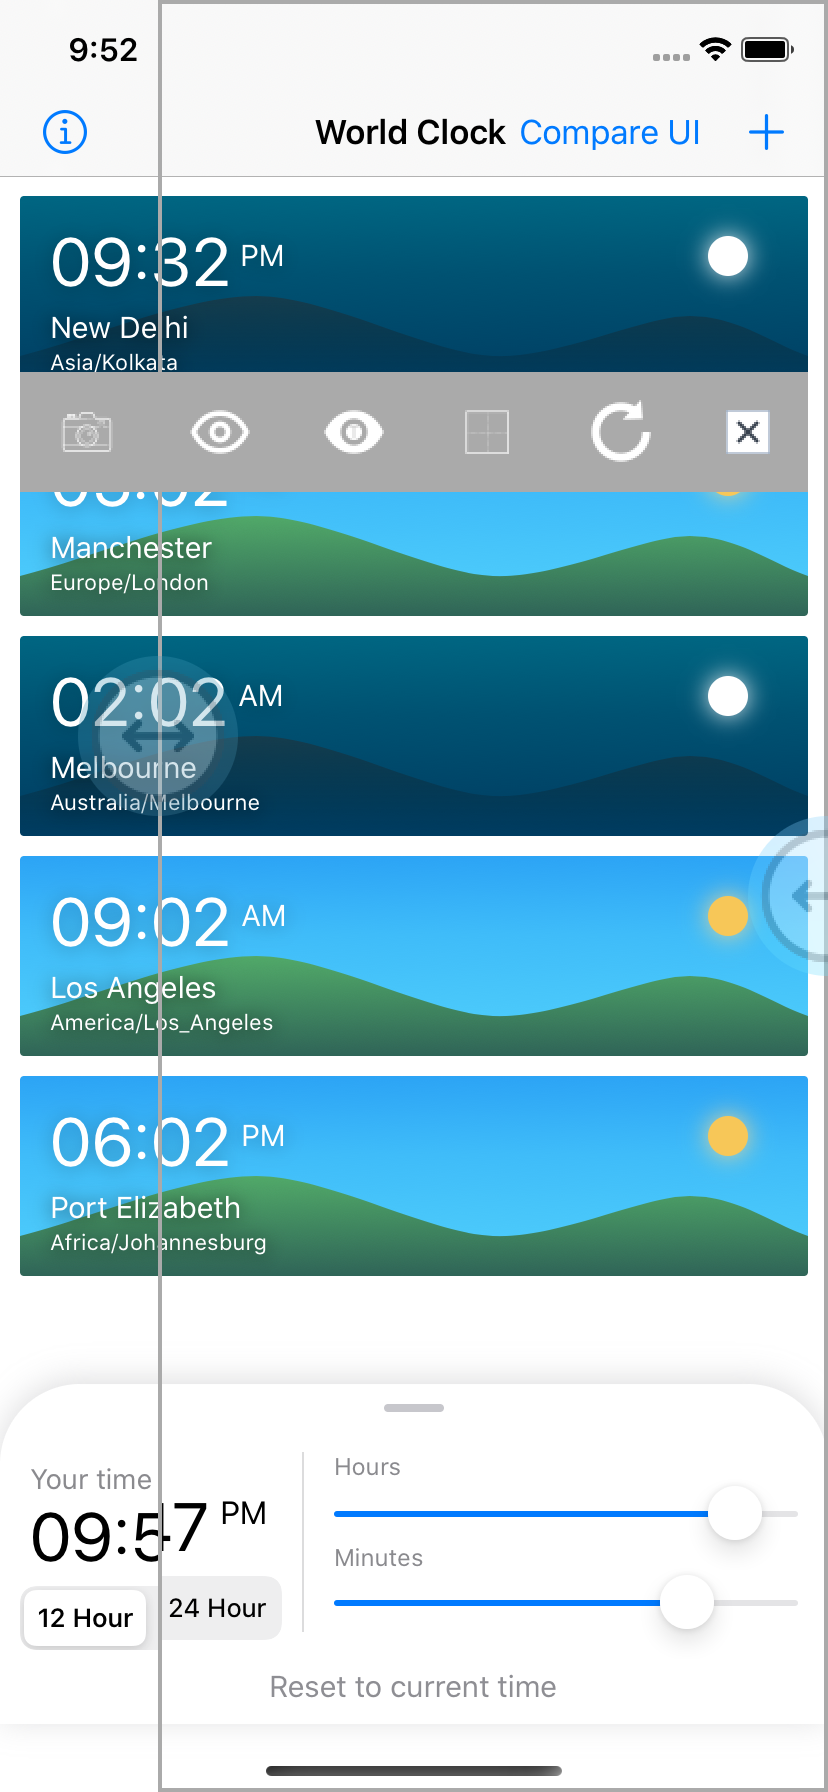 9:52
World Clock Compare UI
09:32 PM
New Delhi
Asia/Kolkata
Manchester
Europe/London
02:02 AM
Melbourne
Australia/Melbourne
09:02 AM
Los Angeles
America/Los_Angeles
06:02 PM
Port Elizabeth
Africa/Johannesburg
Your time
09:47 PM
12 Hour
24 Hour
Hours
Minutes
Reset to current time